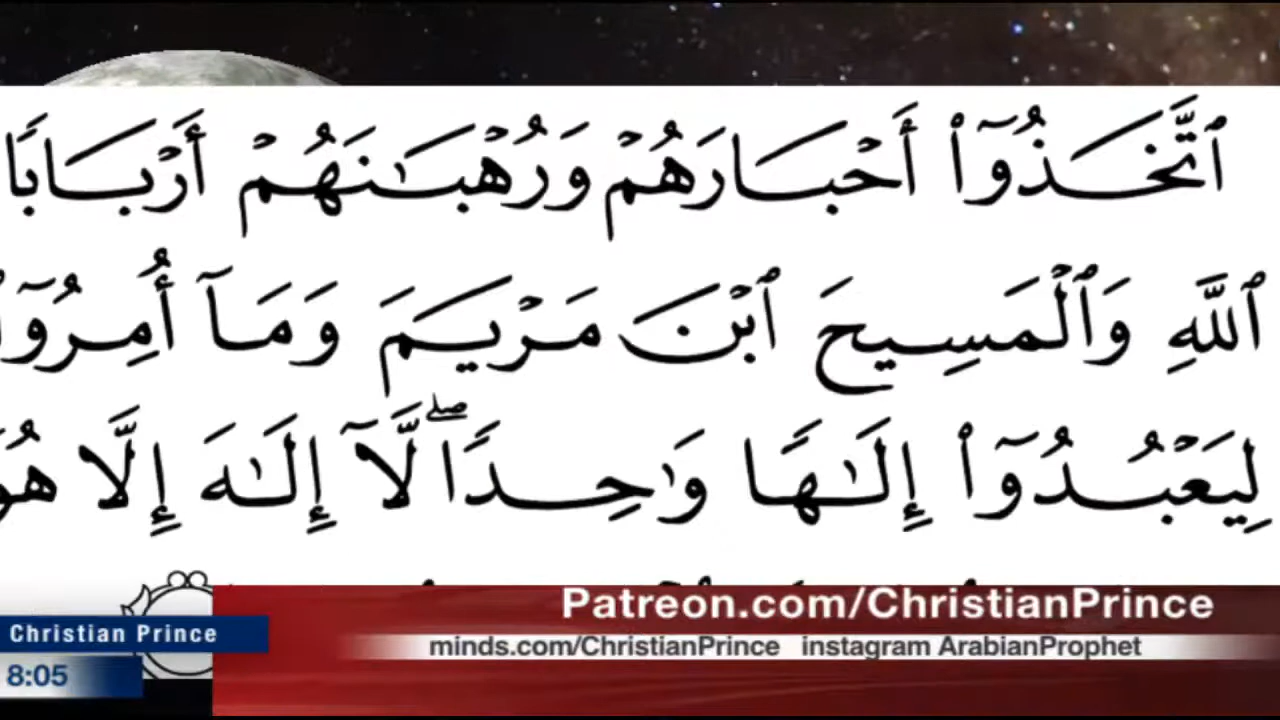 ٱتَّخَذُوٓا۟ أَحْبَارَهُمْ وَرُهْبَـٰنَهُمْ أَرْبَابًا
ٱللَّهِ وَٱلْمَسِيحَ ٱبْنَ مَرْيَمَ وَمَآ أُمِرُوٓا
لِيَعْبُدُوٓا۟ إِلَـٰهًا وَٰحِدًا ۖ لَّآ إِلَـٰهَ إِلَّا هُوَ
Patreon.com/ChristianPrince
Christian Prince
minds.com/ChristianPrince instagram ArabianProphet
8:05